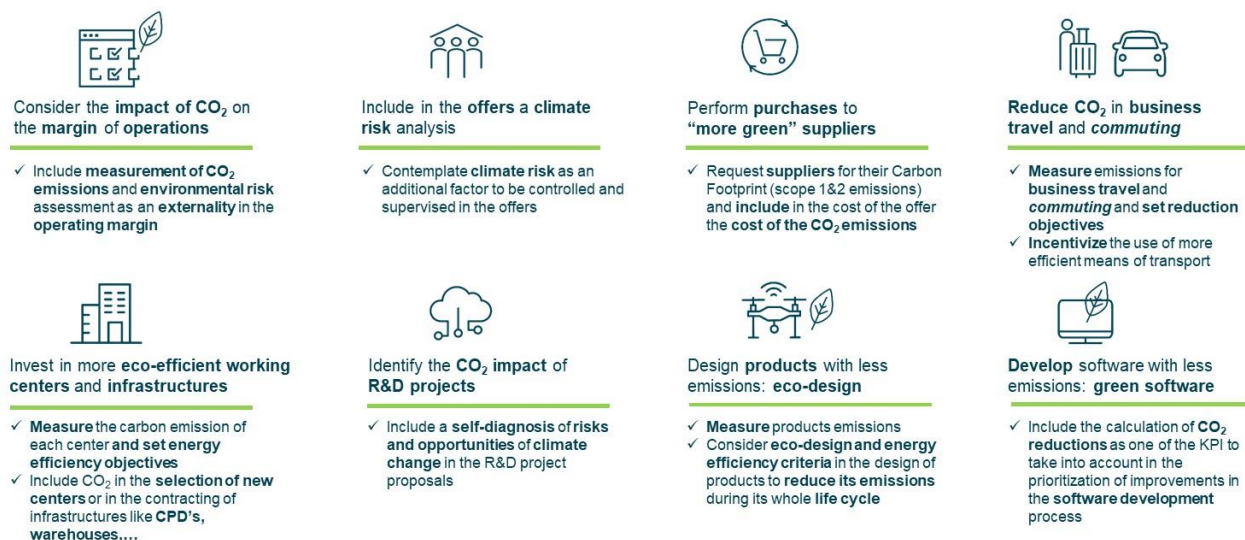 Consider the impact of CO₂ on
the margin of operations
✓ Include measurement of CO₂
emissions and environmental risk
assessment as an externality in the
operating margin
Include in the offers a climate
risk analysis
✓ Contemplate climate risk as an
additional factor to be controlled and
supervised in the offers
Perform purchases to
“more green” suppliers
✓ Request suppliers for their Carbon
Footprint (scope 1&2 emissions)
and include in the cost of the offer
the cost of the CO₂ emissions
Reduce CO₂ in business
travel and commuting
✓ Measure emissions for
business travel and
commuting and set reduction
objectives
✓ Incentivize the use of more
efficient means of transport
Invest in more eco-efficient working
centers and infrastructures
✓ Measure the carbon emission of
each center and set energy
efficiency objectives
✓ Include CO₂ in the selection of new
centers or in the contracting of
infrastructures like CPD's,
warehouses,...
Identify the CO₂ impact of
R&D projects
✓ Include a self-diagnosis of risks
and opportunities of climate
change in the R&D project
proposals
Design products with less
emissions: eco-design
✓ Measure products emissions
✓ Consider eco-design and energy
efficiency criteria in the design of
products to reduce its emissions
during its whole life cycle
Develop software with less
emissions: green software
✓ Include the calculation of CO₂
reductions as one of the KPI to
take into account in the
prioritization of improvements in
the software development
process